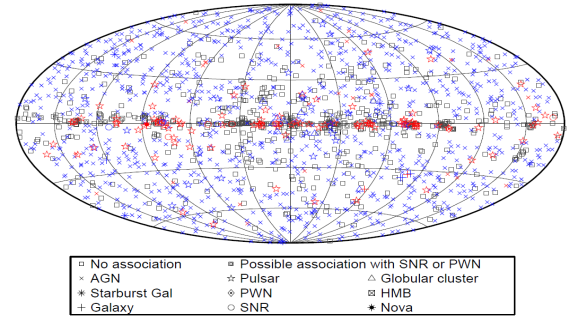 No association Possible association with SNR or PWN
AGN Pulsar Globular cluster
Starburst Gal PWN HMB
Galaxy SNR Nova